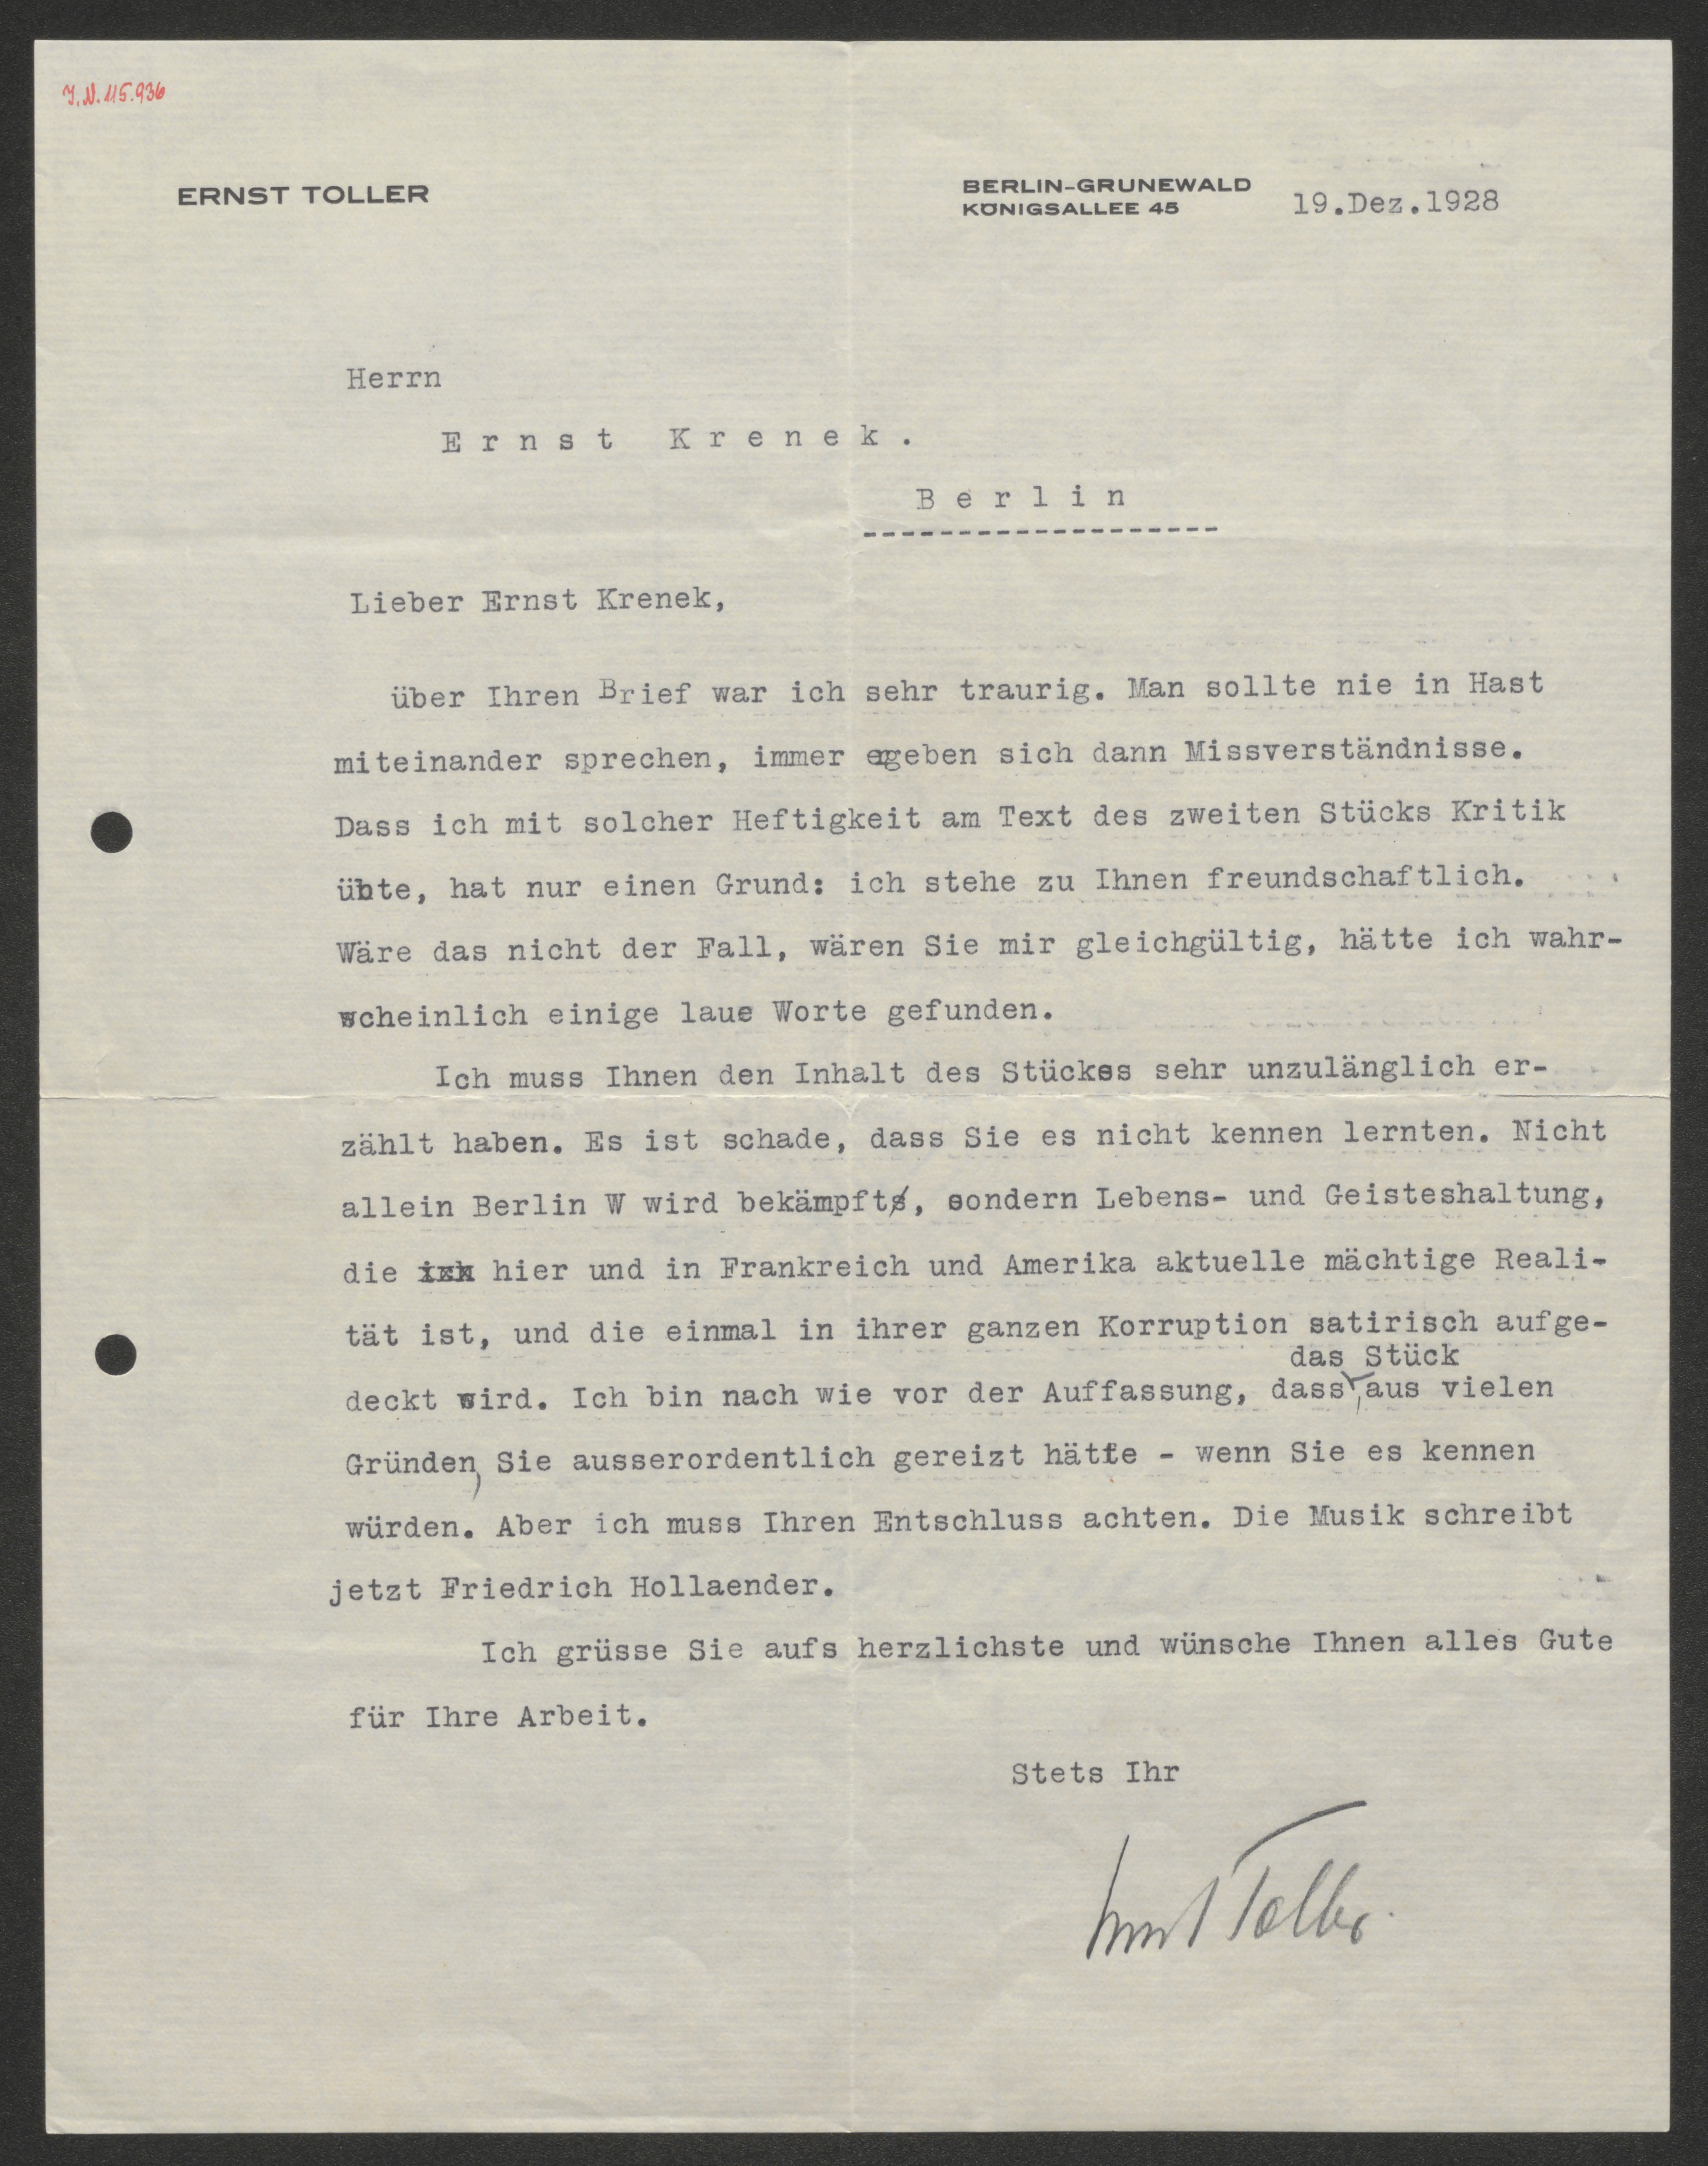 J.N. 115.936
ERNST TOLLER
BERLIN-GRUNEWALD
KÖNIGSALLEE 45
19.Dez.1928
Herrn
Ernst Krenek.
Berlin
-------------------
Lieber Ernst Krenek,
über Ihren Brief war ich sehr traurig. Man sollte nie in Hast
miteinander sprechen, immer ergeben sich dann Missverständnisse.
Dass ich mit solcher Heftigkeit am Text des zweiten Stücks Kritik
übte, hat nur einen Grund: ich stehe zu Ihnen freundschaftlich.
Wäre das nicht der Fall, wären Sie mir gleichgültig, hätte ich wahr-
scheinlich einige laue Worte gefunden.
Ich muss Ihnen den Inhalt des Stückes sehr unzulänglich er-
zählt haben. Es ist schade, dass Sie es nicht kennen lernten. Nicht
allein Berlin W wird bekämpft, sondern Lebens- und Geisteshaltung,
die hier und in Frankreich und Amerika aktuelle mächtige Reali-
tät ist, und die einmal in ihrer ganzen Korruption satirisch aufge-
das Stück
deckt wird. Ich bin nach wie vor der Auffassung, dass, aus vielen
Gründen, Sie ausserordentlich gereizt hätte - wenn Sie es kennen
würden. Aber ich muss Ihren Entschluss achten. Die Musik schreibt
jetzt Friedrich Hollaender.
Ich grüsse Sie aufs herzlichste und wünsche Ihnen alles Gute
für Ihre Arbeit.
Stets Ihr
Ernst Toller.